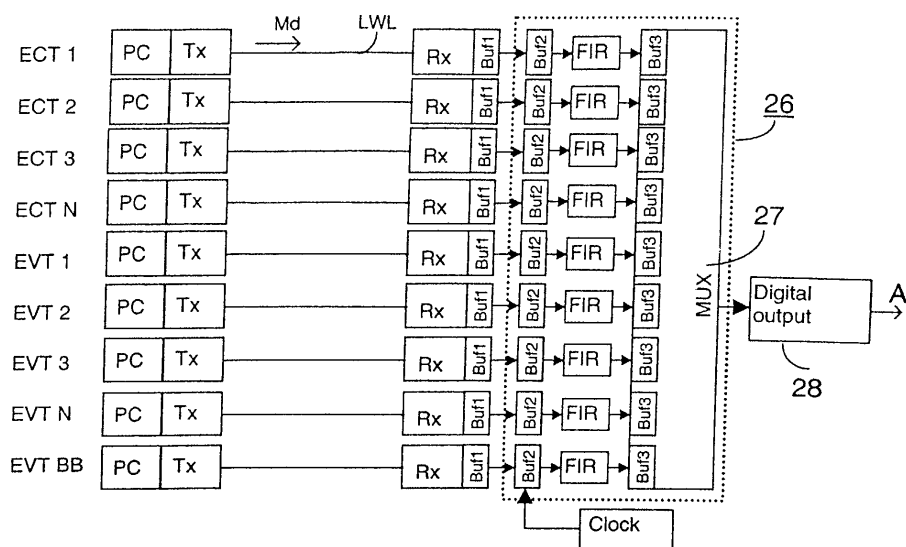 Md LWL
ECT 1 PC Tx Rx Buf1 Buf2 FIR Buf3
ECT 2 PC Tx Rx Buf1 Buf2 FIR Buf3
26
ECT 3 PC Tx Rx Buf1 Buf2 FIR Buf3
ECT N PC Tx Rx Buf1 Buf2 FIR Buf3
27
EVT 1 PC Tx Rx Buf1 Buf2 FIR Buf3
MUX
EVT 2 PC Tx Rx Buf1 Buf2 FIR Buf3
Digital
output
A
28
EVT 3 PC Tx Rx Buf1 Buf2 FIR Buf3
EVT N PC Tx Rx Buf1 Buf2 FIR Buf3
EVT BB PC Tx Rx Buf1 Buf2 FIR Buf3
Clock